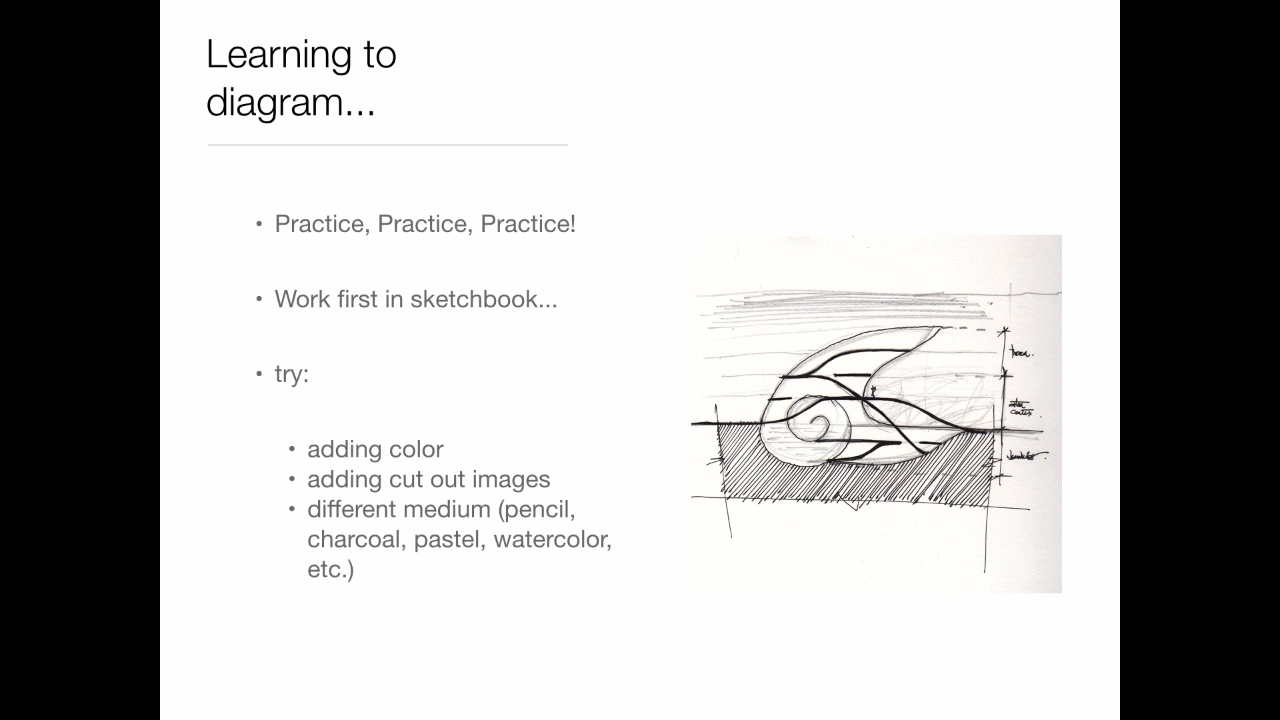 Learning to
diagram...
• Practice, Practice, Practice!
• Work first in sketchbook...
• try:
• adding color
• adding cut out images
• different medium (pencil,
charcoal, pastel, watercolor,
etc.)